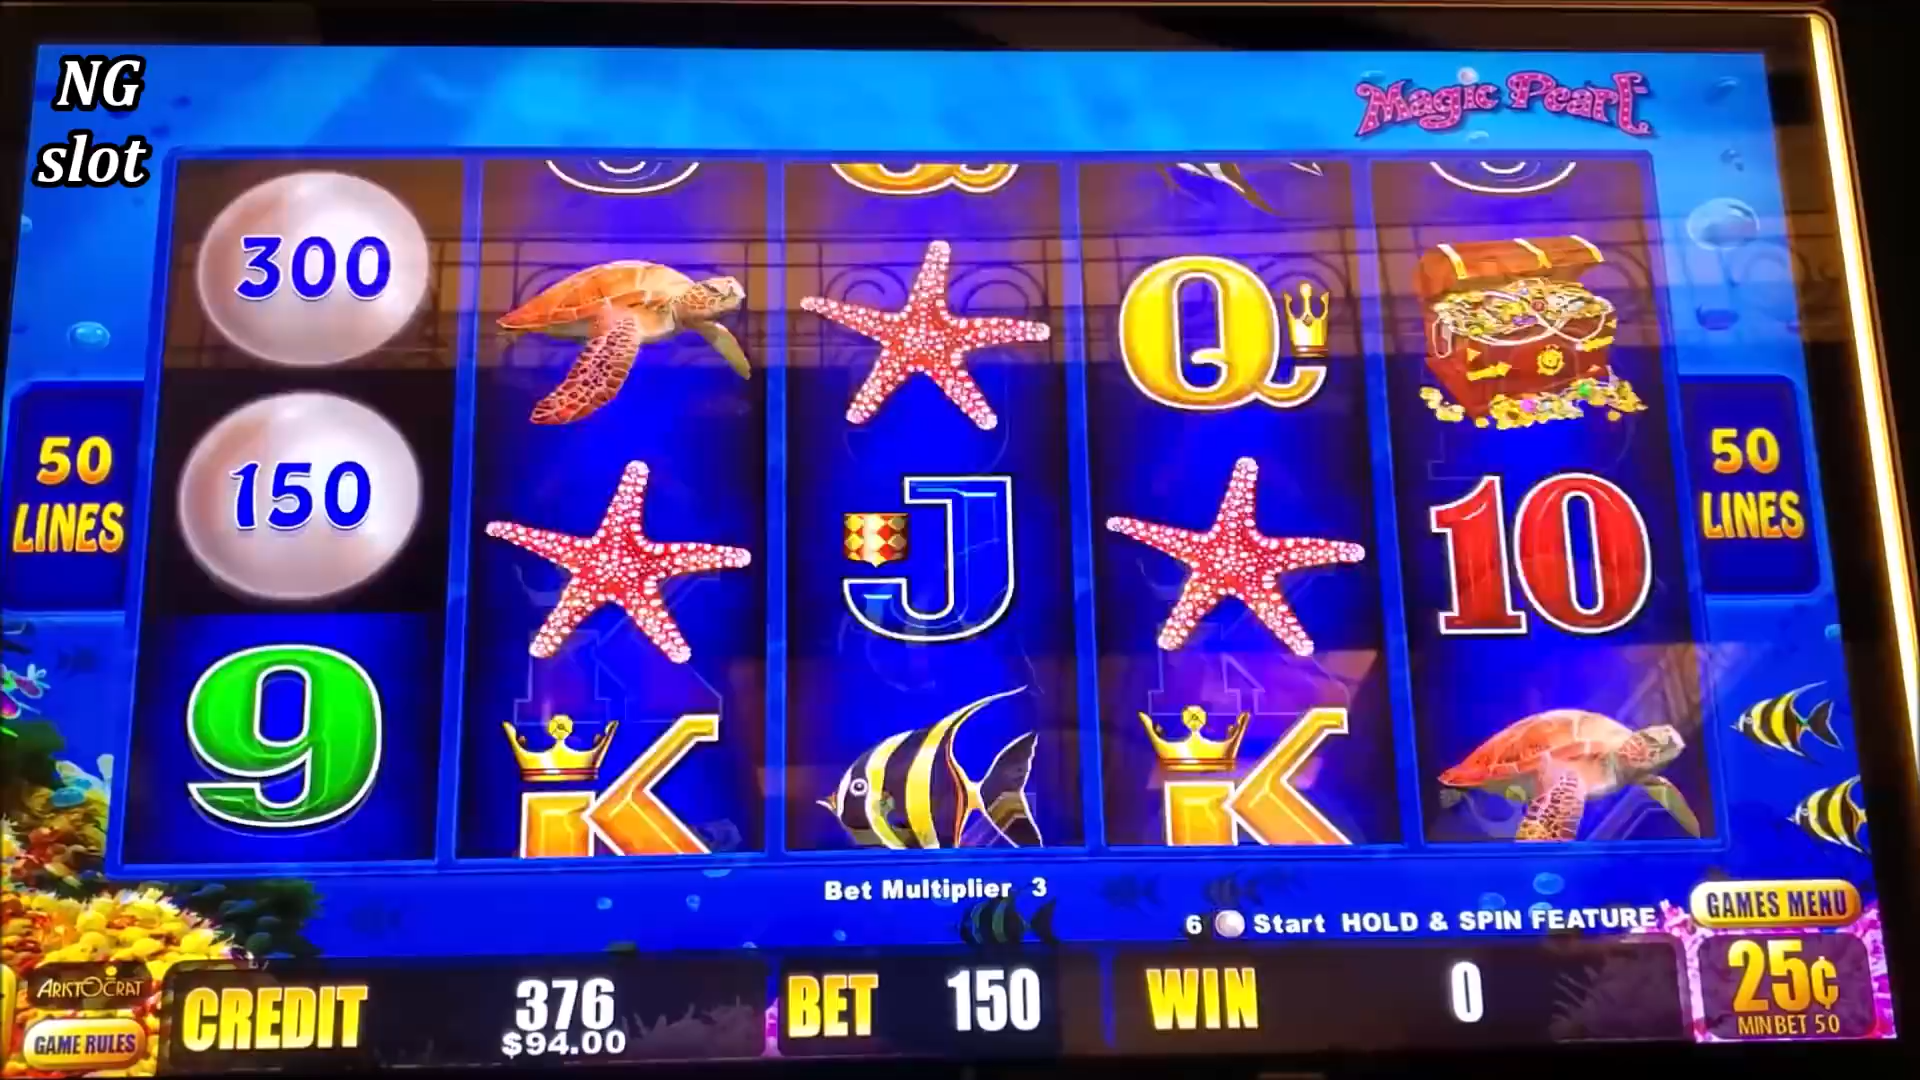 NG
slot
Magic Pearl
300
Q
150
J
10
50
LINES
50
LINES
9
K
K
Bet Multiplier 3
6 Start HOLD & SPIN FEATURE
GAMES MENU
ARISTOCRAT
GAME RULES
CREDIT 376
$94.00
BET 150
WIN 0
25¢
MIN BET 50